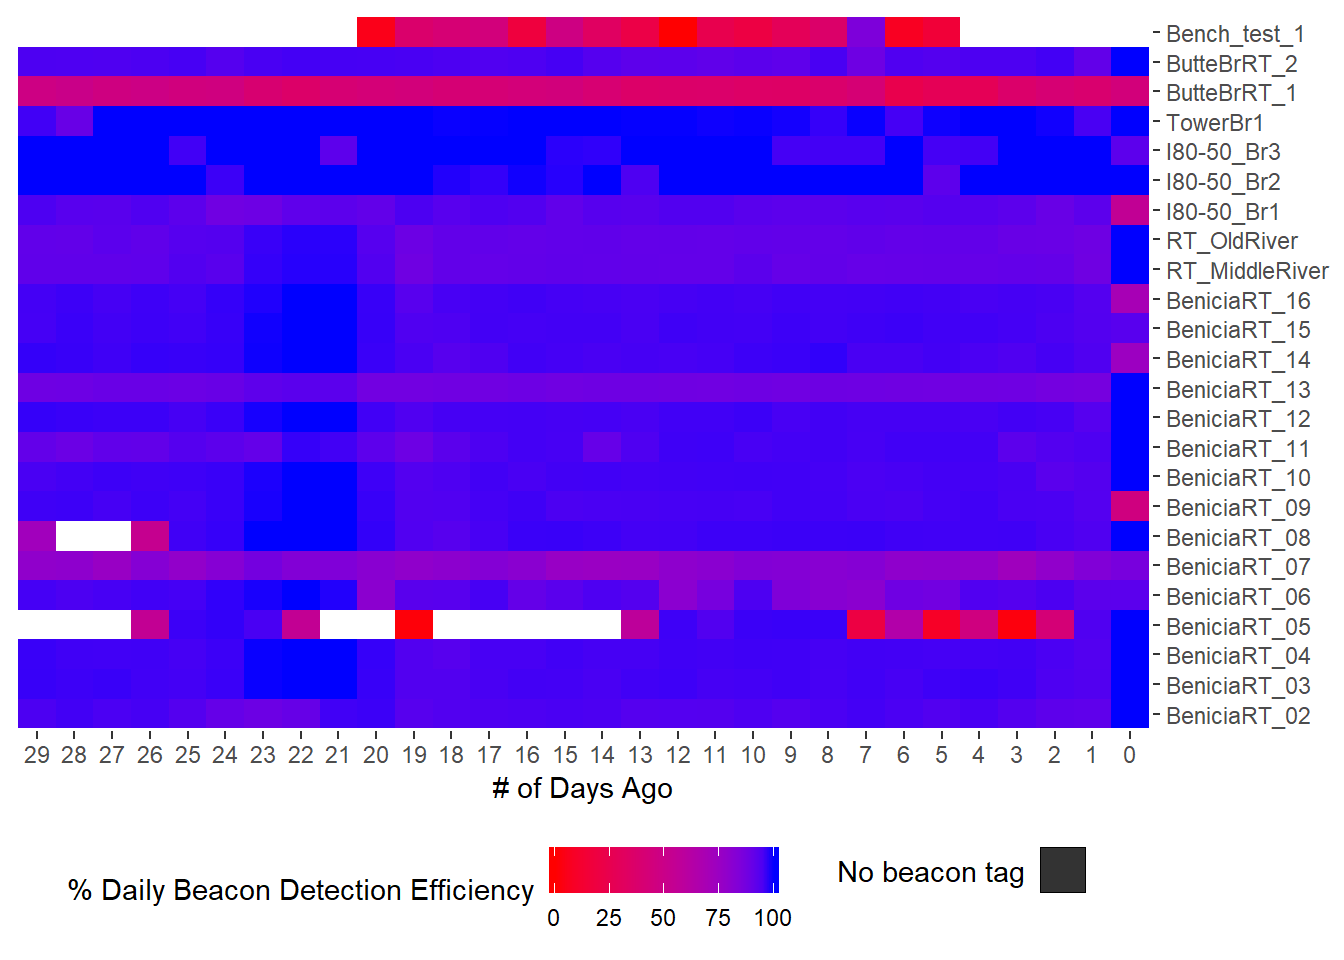 Bench_test_1
ButteBrRT_2
ButteBrRT_1
TowerBr1
I80-50_Br3
I80-50_Br2
I80-50_Br1
RT_OldRiver
RT_MiddleRiver
BeniciaRT_16
BeniciaRT_15
BeniciaRT_14
BeniciaRT_13
BeniciaRT_12
BeniciaRT_11
BeniciaRT_10
BeniciaRT_09
BeniciaRT_08
BeniciaRT_07
BeniciaRT_06
BeniciaRT_05
BeniciaRT_04
BeniciaRT_03
BeniciaRT_02
29 28 27 26 25 24 23 22 21 20 19 18 17 16 15 14 13 12 11 10 9 8 7 6 5 4 3 2 1 0
# of Days Ago
% Daily Beacon Detection Efficiency
0 25 50 75 100
No beacon tag